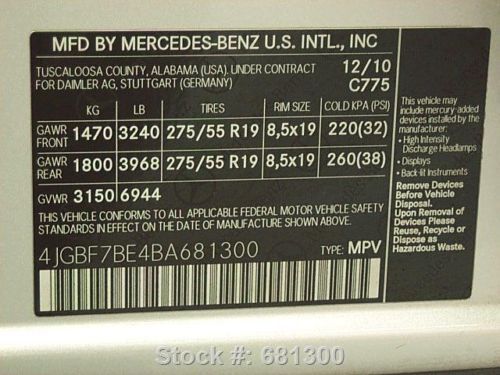 MFD BY MERCEDES-BENZ U.S. INTL., INC
TUSCALOOSA COUNTY, ALABAMA (USA). UNDER CONTRACT 12/10
FOR DAIMLER AG, STUTTGART (GERMANY) C775
KG LB TIRES RIM SIZE COLD KPA (PSI)
GAWR FRONT 1470 3240 275/55 R19 8,5x19 220(32)
GAWR REAR 1800 3968 275/55 R19 8,5x19 260(38)
GVWR 3150 6944
THIS VEHICLE CONFORMS TO ALL APPLICABLE FEDERAL MOTOR VEHICLE SAFETY
STANDARDS IN EFFECT ON THE DATE OF MANUFACTURE SHOWN ABOVE.
4JGBF7BE4BA681300 TYPE: MPV
This vehicle may
include mercury-added
devices installed by the
manufacturer:
• High Intensity
Discharge Headlamps
• Displays
• Back-lit Instruments
Remove Devices
Before Vehicle
Disposal.
Upon Removal of
Devices Please
Reuse, Recycle or
Dispose as
Hazardous Waste.
Stock #: 681300